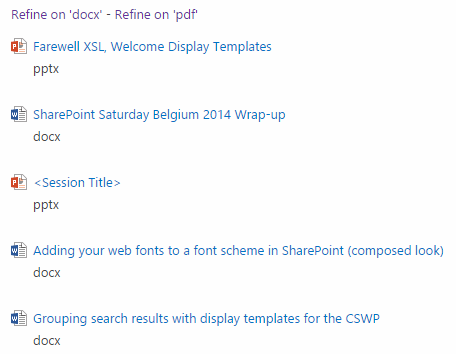 Refine on 'docx' - Refine on 'pdf'
Farewell XSL, Welcome Display Templates
pptx
SharePoint Saturday Belgium 2014 Wrap-up
docx
<Session Title>
pptx
Adding your web fonts to a font scheme in SharePoint (composed look)
docx
Grouping search results with display templates for the CSWP
docx